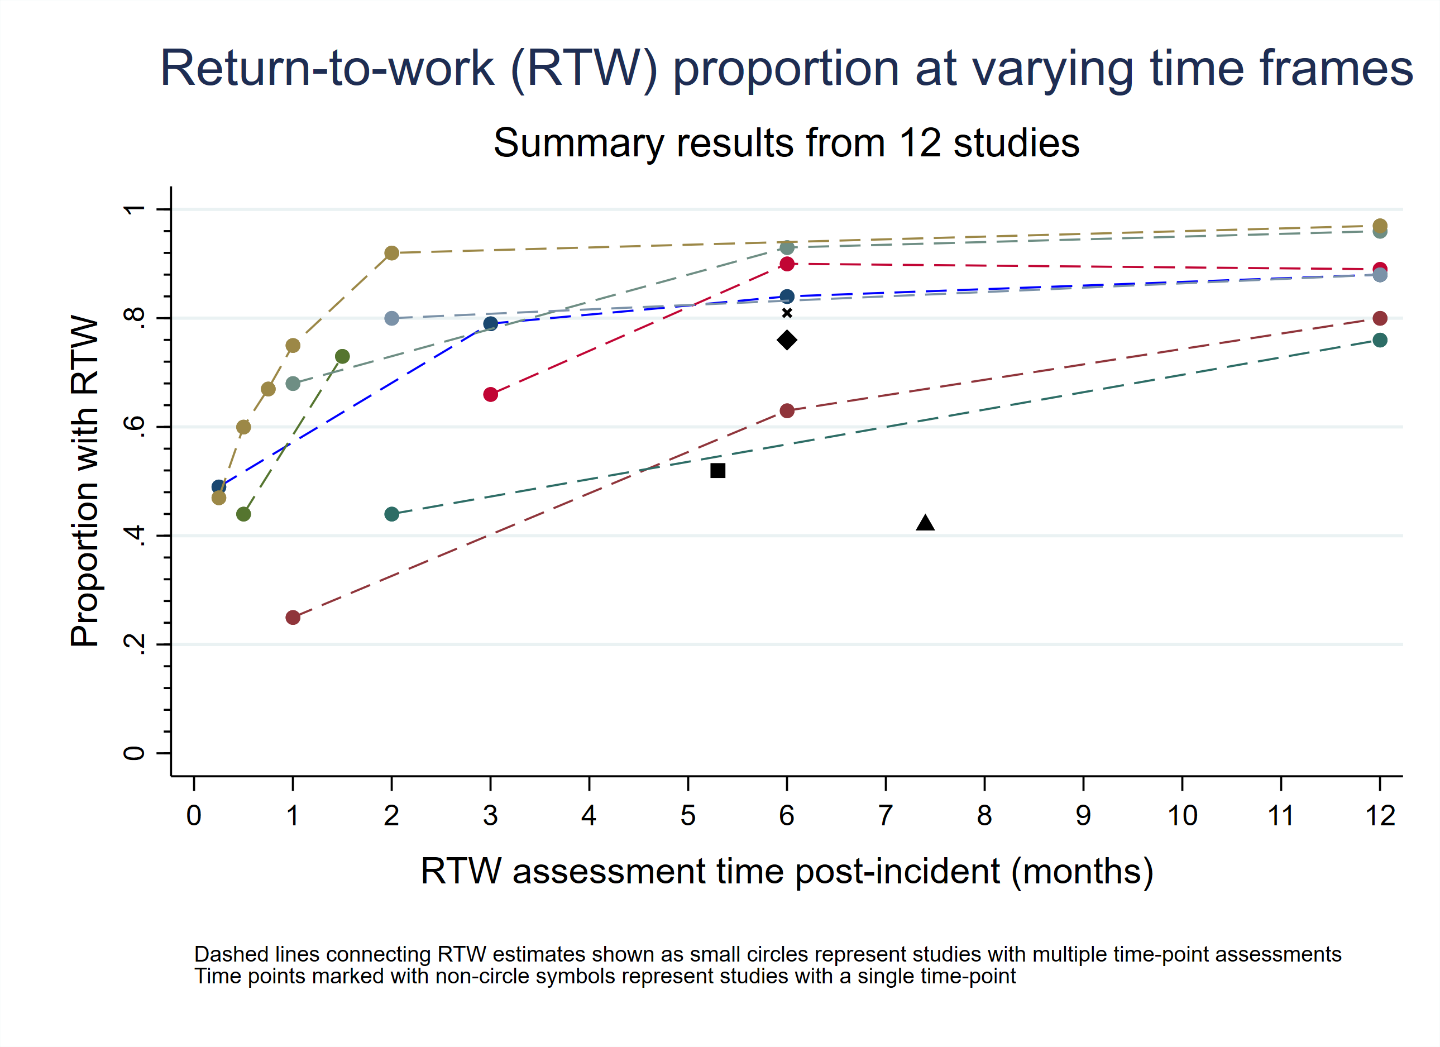 Return-to-work (RTW) proportion at varying time frames
Summary results from 12 studies
Proportion with RTW
1
.8
.6
.4
.2
0
0 1 2 3 4 5 6 7 8 9 10 11 12
RTW assessment time post-incident (months)
Dashed lines connecting RTW estimates shown as small circles represent studies with multiple time-point assessments
Time points marked with non-circle symbols represent studies with a single time-point